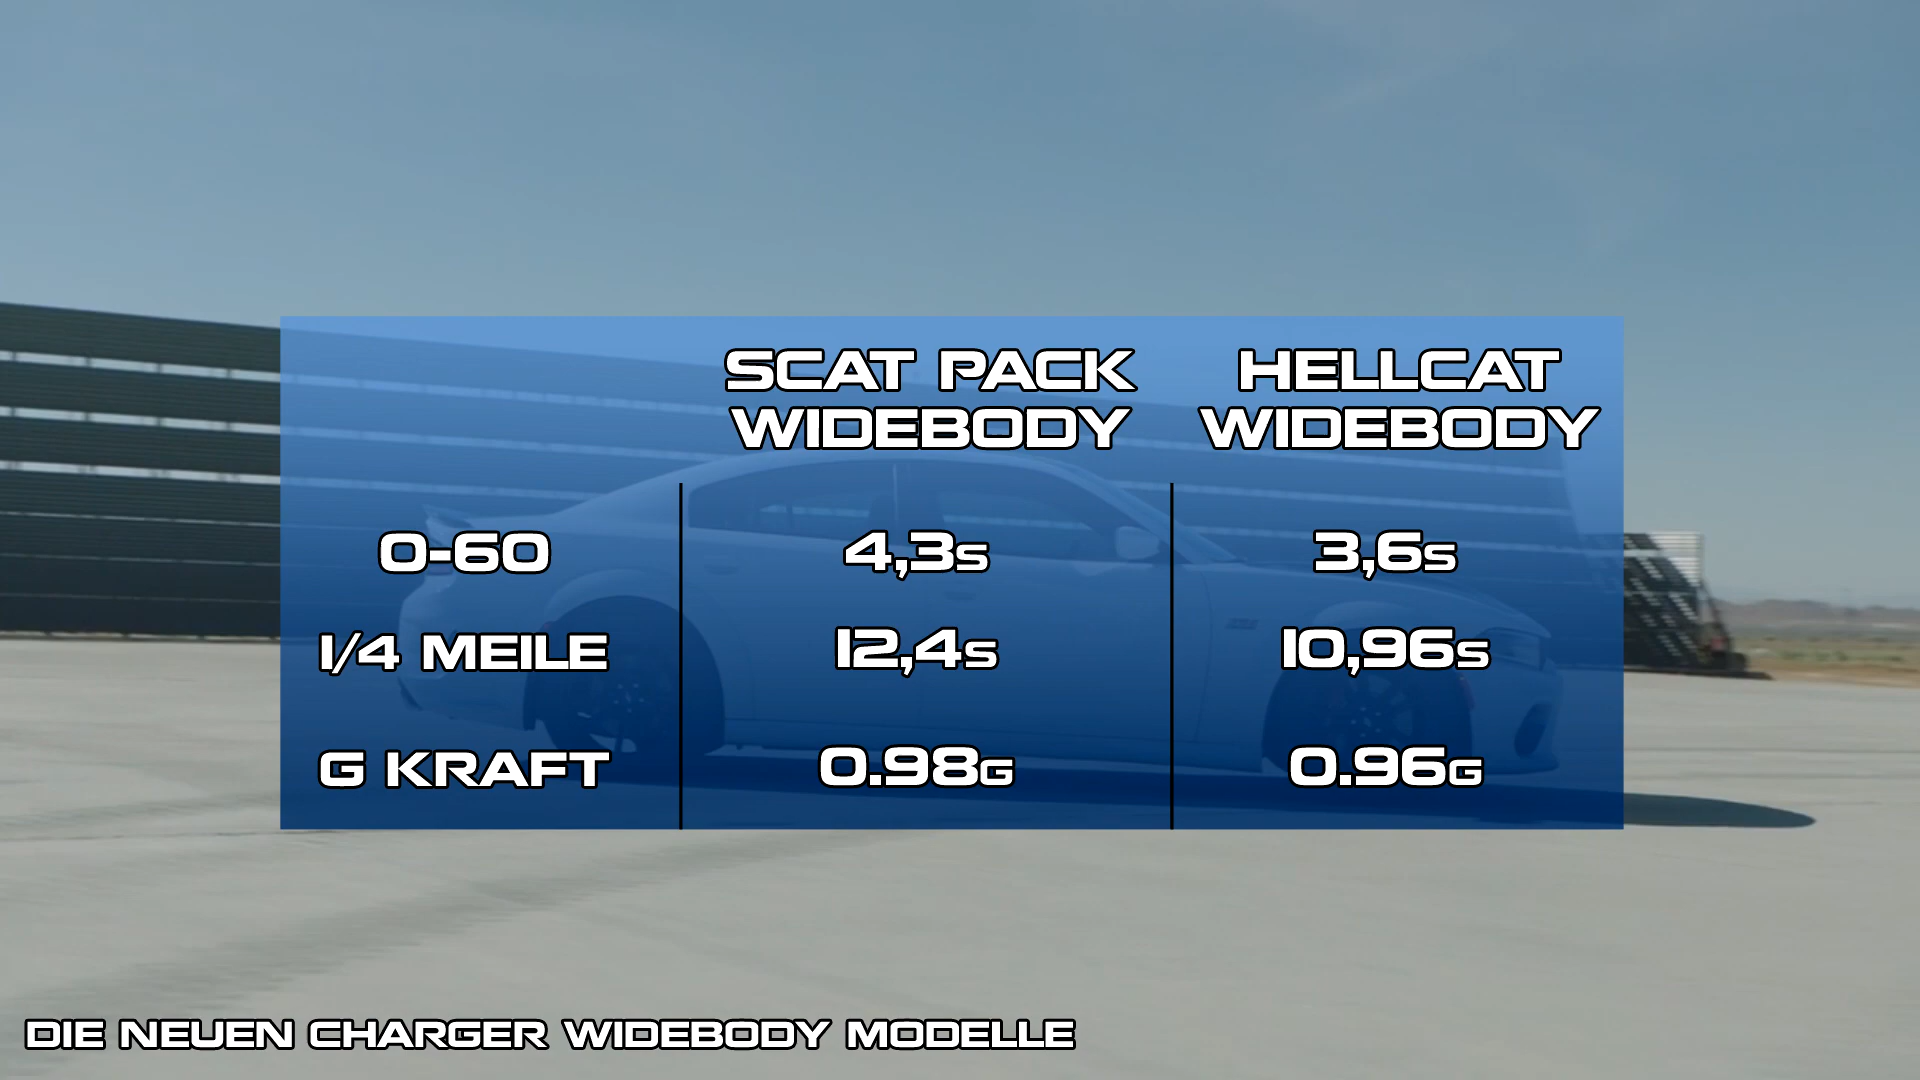 SCAT PACK HELLCAT
WIDEBODY WIDEBODY
0-60 4,3s 3,6s
1/4 MEILE 12,4s 10,96s
G KRAFT 0.98G 0.96G
DIE NEUEN CHARGER WIDEBODY MODELLE